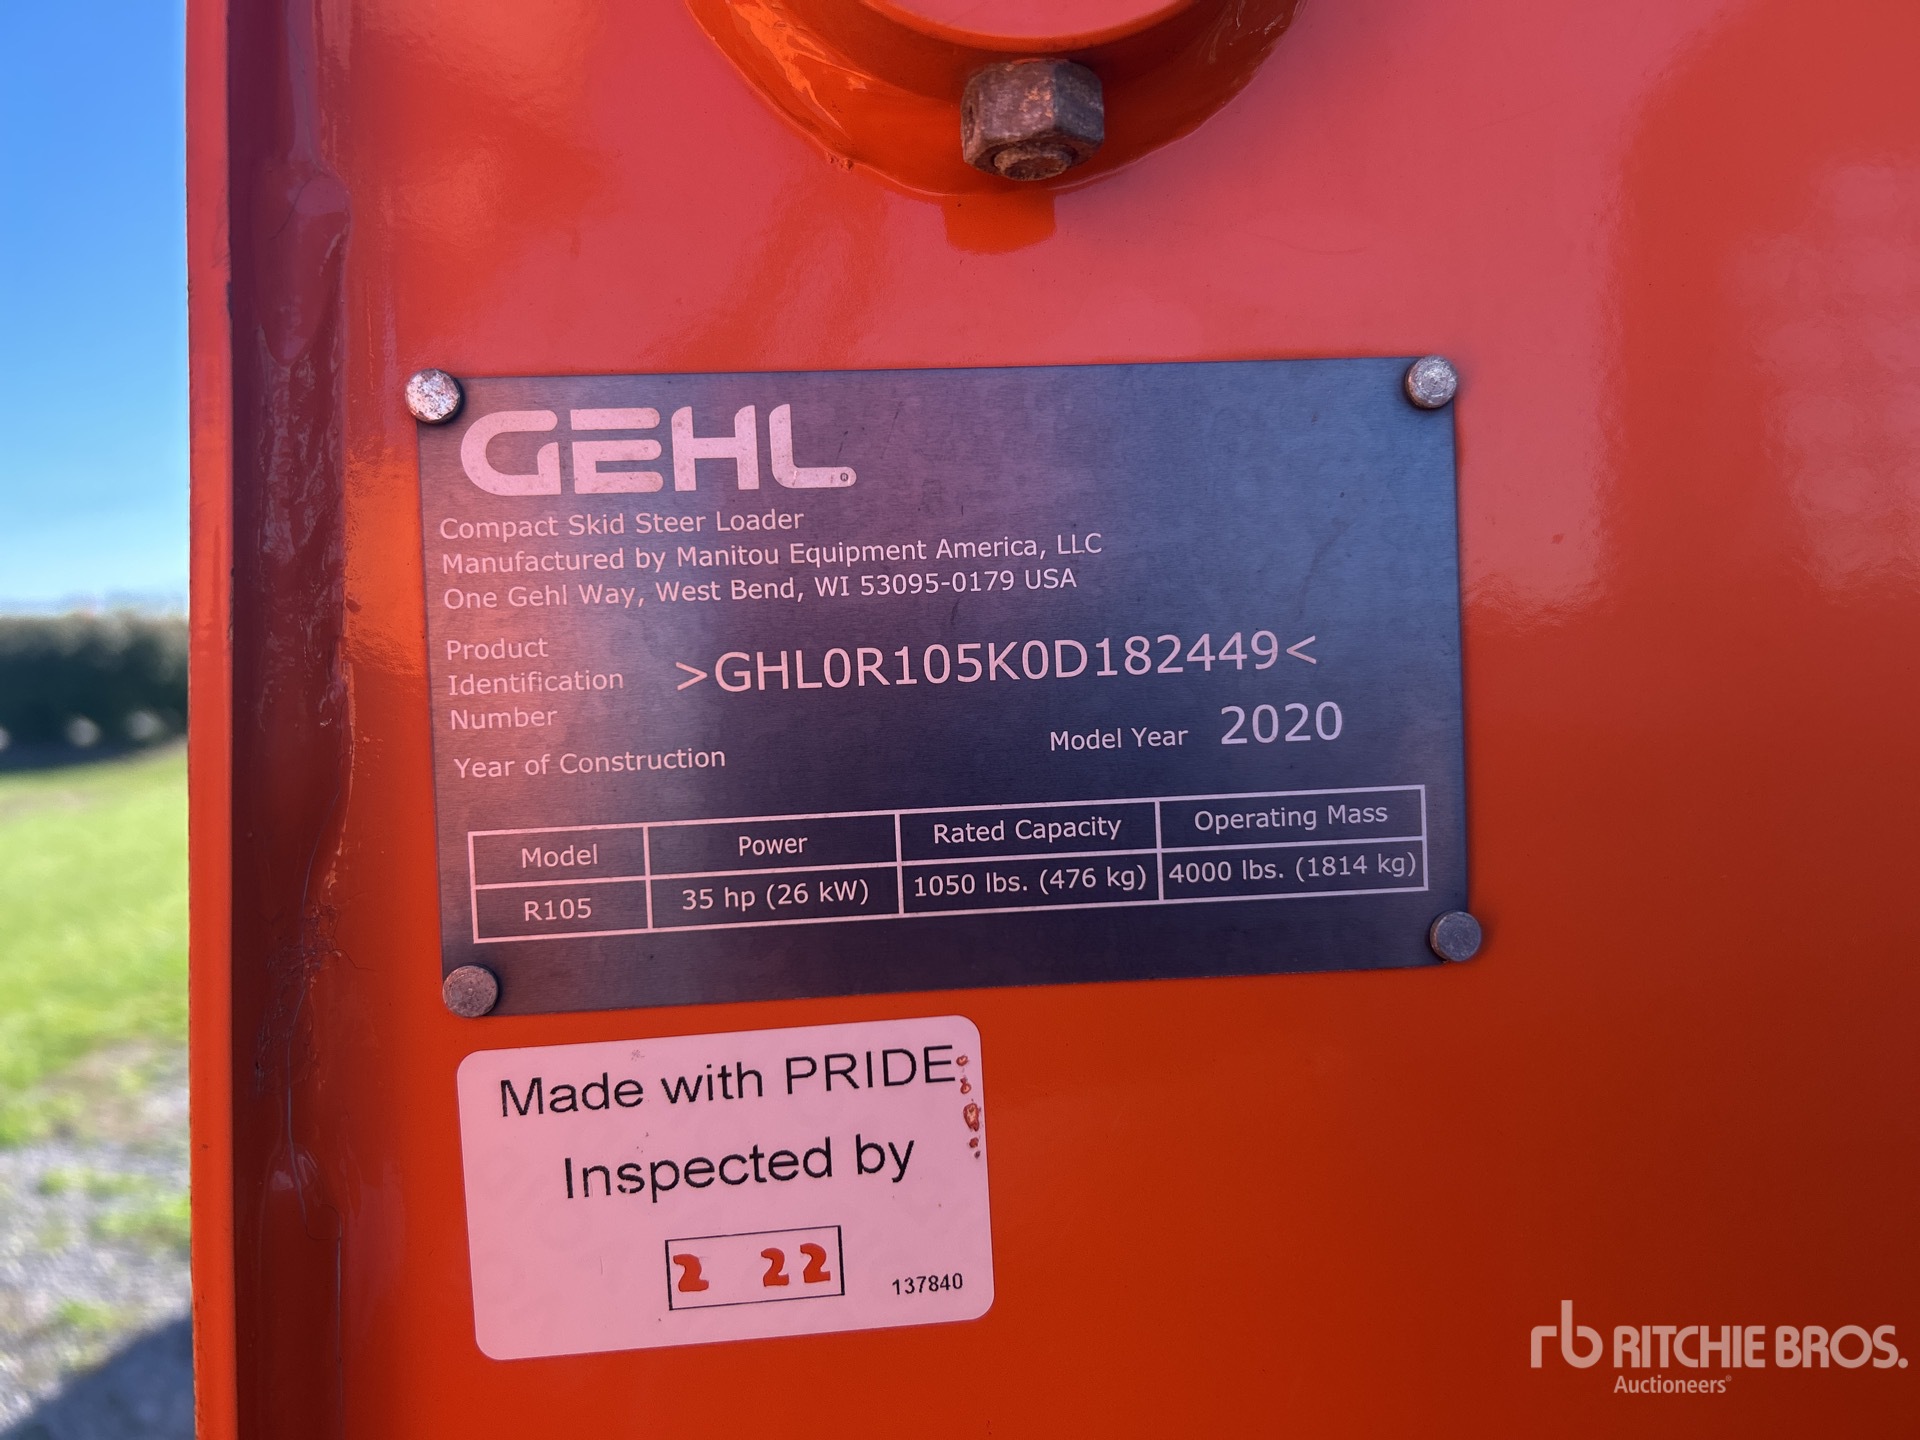 GEHL®
Compact Skid Steer Loader
Manufactured by Manitou Equipment America, LLC
One Gehl Way, West Bend, WI 53095-0179 USA
Product Identification Number >GHL0R105K0D182449<
Year of Construction Model Year 2020
Model Power Rated Capacity Operating Mass
R105 35 hp (26 kW) 1050 lbs. (476 kg) 4000 lbs. (1814 kg)
Made with PRIDE
Inspected by
2 22
137840
rb RITCHIE BROS.
Auctioneers®